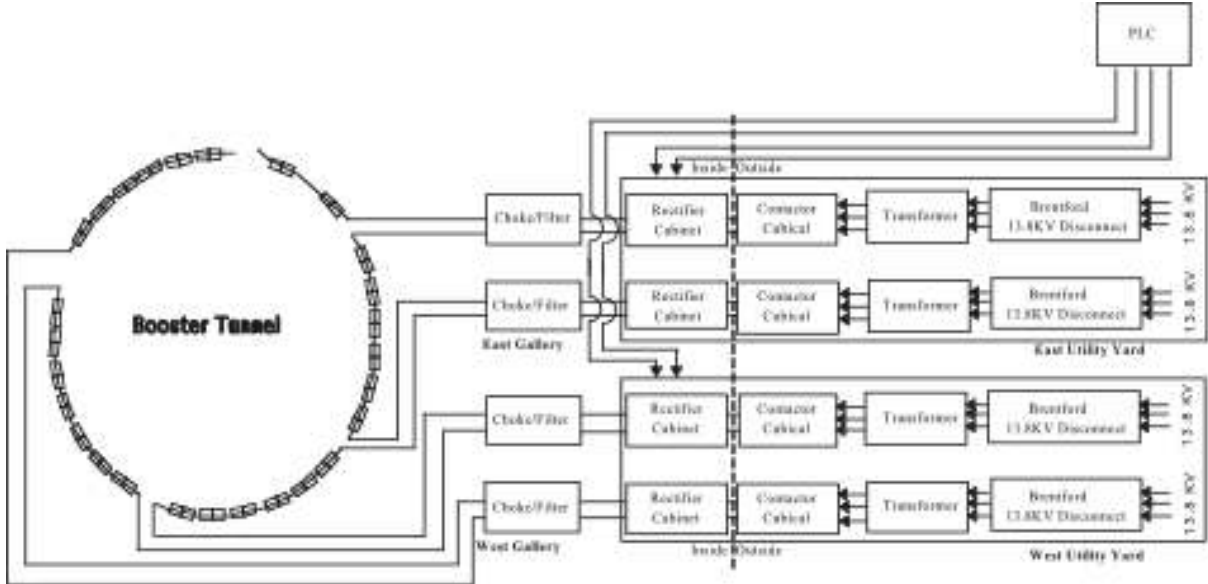 PLC
Inside Outside
Choke/Filter
Rectifier
Cabinet
Contactor
Cubical
Transformer
Brentford
13.8KV Disconnect
13.8 KV
Booster Tunnel
Choke/Filter
Rectifier
Cabinet
Contactor
Cubical
Transformer
Brentford
13.8KV Disconnect
13.8 KV
East Gallery
East Utility Yard
Choke/Filter
Rectifier
Cabinet
Contactor
Cubical
Transformer
Brentford
13.8KV Disconnect
13.8 KV
Choke/Filter
Rectifier
Cabinet
Contactor
Cubical
Transformer
Brentford
13.8KV Disconnect
13.8 KV
West Gallery
Inside Outside
West Utility Yard